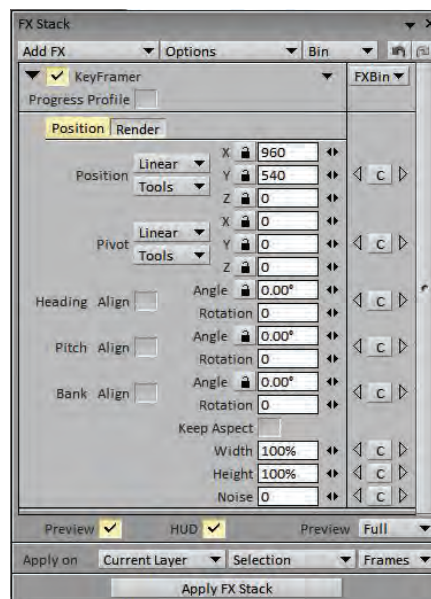 FX Stack
Add FX Options Bin
KeyFramer FXBin
Progress Profile
Position Render
X 960
Linear
Position Y 540 C
Tools
Z 0
X 0
Linear
Pivot Y 0 C
Tools
Z 0
Angle 0.00°
Heading Align C
Rotation 0
Angle 0.00°
Pitch Align C
Rotation 0
Angle 0.00°
Bank Align C
Rotation 0
Keep Aspect
Width 100% C
Height 100% C
Noise 0 C
Preview HUD Preview Full
Apply on Current Layer Selection Frames
Apply FX Stack